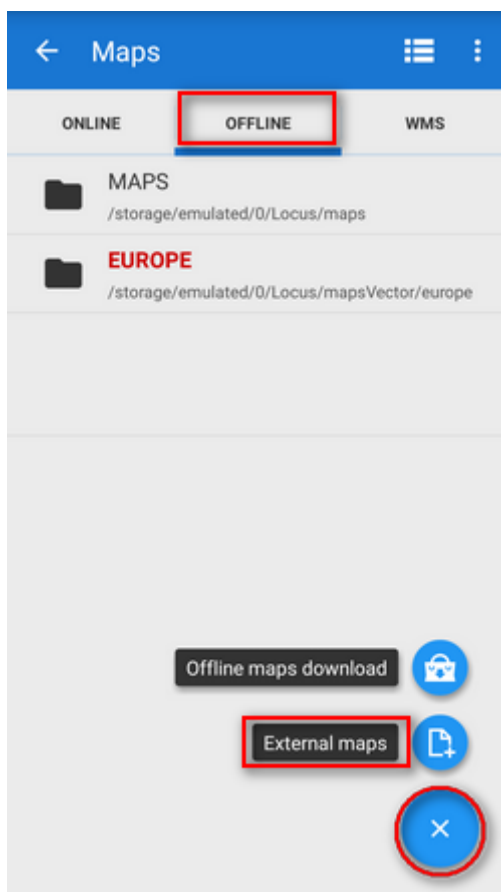 Maps
ONLINE OFFLINE WMS
MAPS
/storage/emulated/0/Locus/maps
EUROPE
/storage/emulated/0/Locus/mapsVector/europe
Offline maps download
External maps